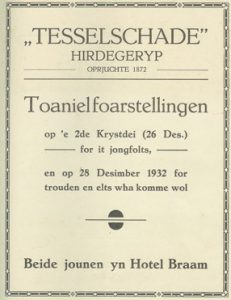 „TESSELSCHADE"
HIRDEGERYP
OPRJUCHTE 1872
Toanielfoarstellingen
op 'e 2de Krystdei (26 Des.)
for it jongfolts,
en op 28 Desimber 1932 for
trouden en elts wha komme wol
Beide jounen yn Hotel Braam